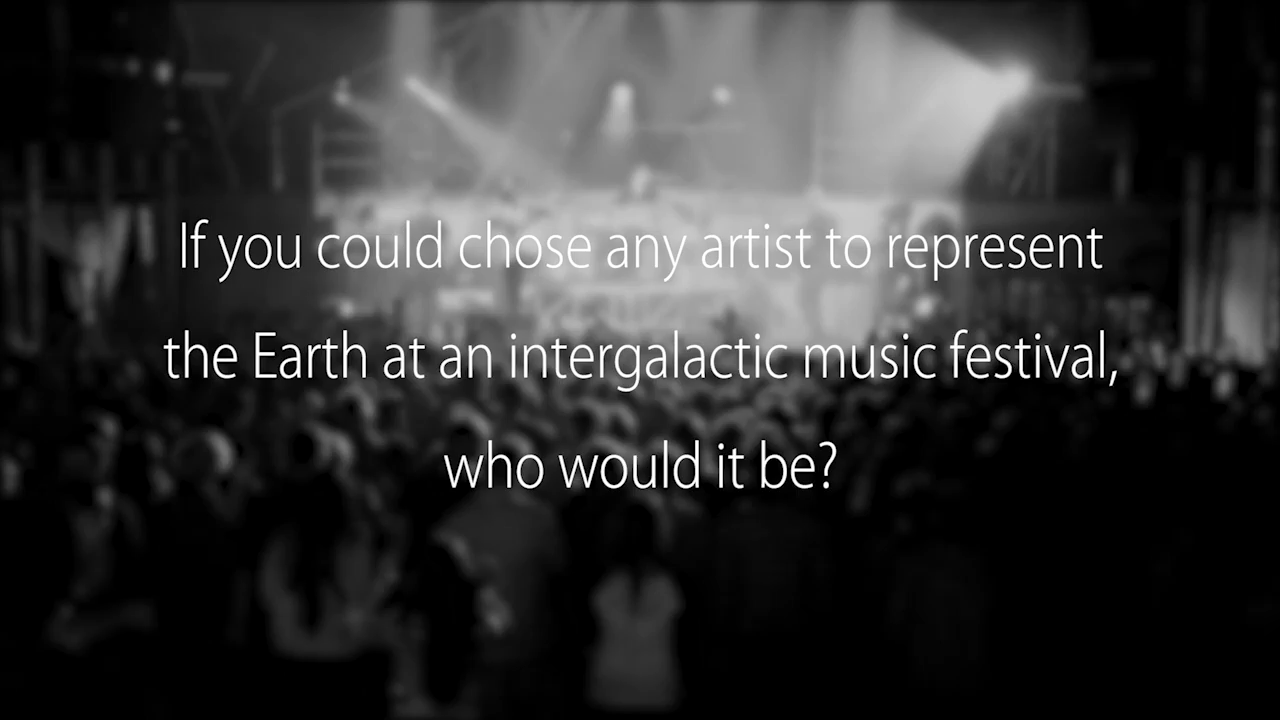 If you could chose any artist to represent
the Earth at an intergalactic music festival,
who would it be?